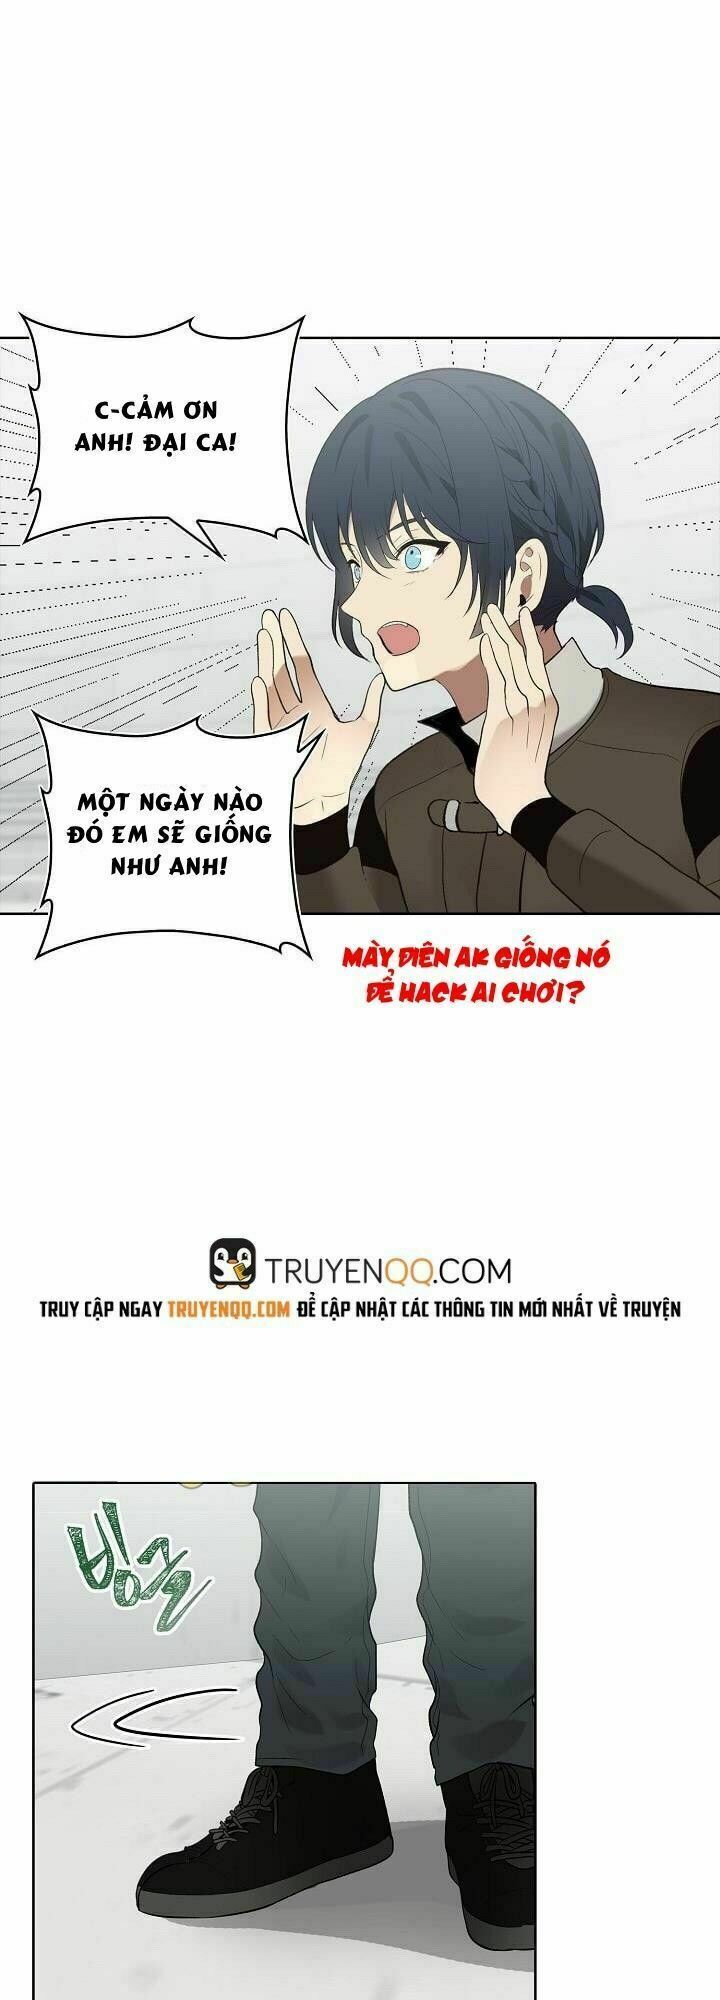 C-CẢM ƠN
ANH! ĐẠI CA!
MỘT NGÀY NÀO
ĐÓ EM SẼ GIỐNG
NHƯ ANH!
MÀY ĐIÊN AK GIỐNG NÓ
ĐỂ HACK AI CHƠI?
TRUYENQQ.COM
TRUY CẬP NGAY TRUYENQQ.COM ĐỂ CẬP NHẬT CÁC THÔNG TIN MỚI NHẤT VỀ TRUYỆN
빙글